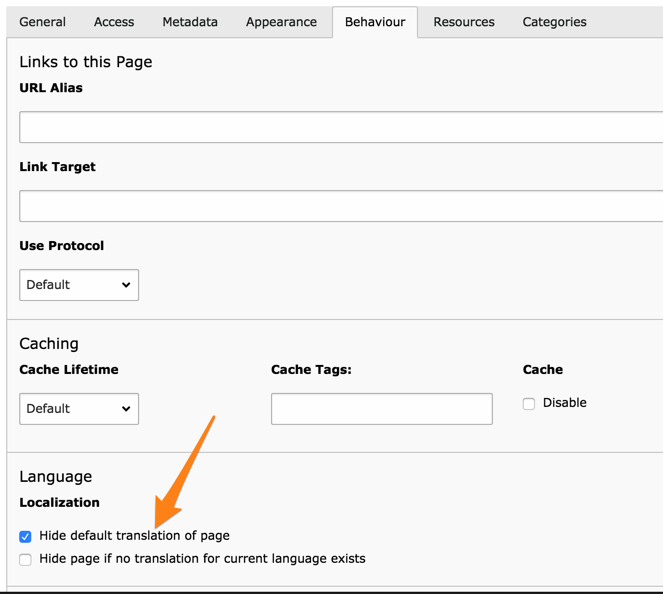 General Access Metadata Appearance Behaviour Resources Categories
Links to this Page
URL Alias
Link Target
Use Protocol
Default
Caching
Cache Lifetime Cache Tags: Cache
Default Disable
Language
Localization
Hide default translation of page
Hide page if no translation for current language exists